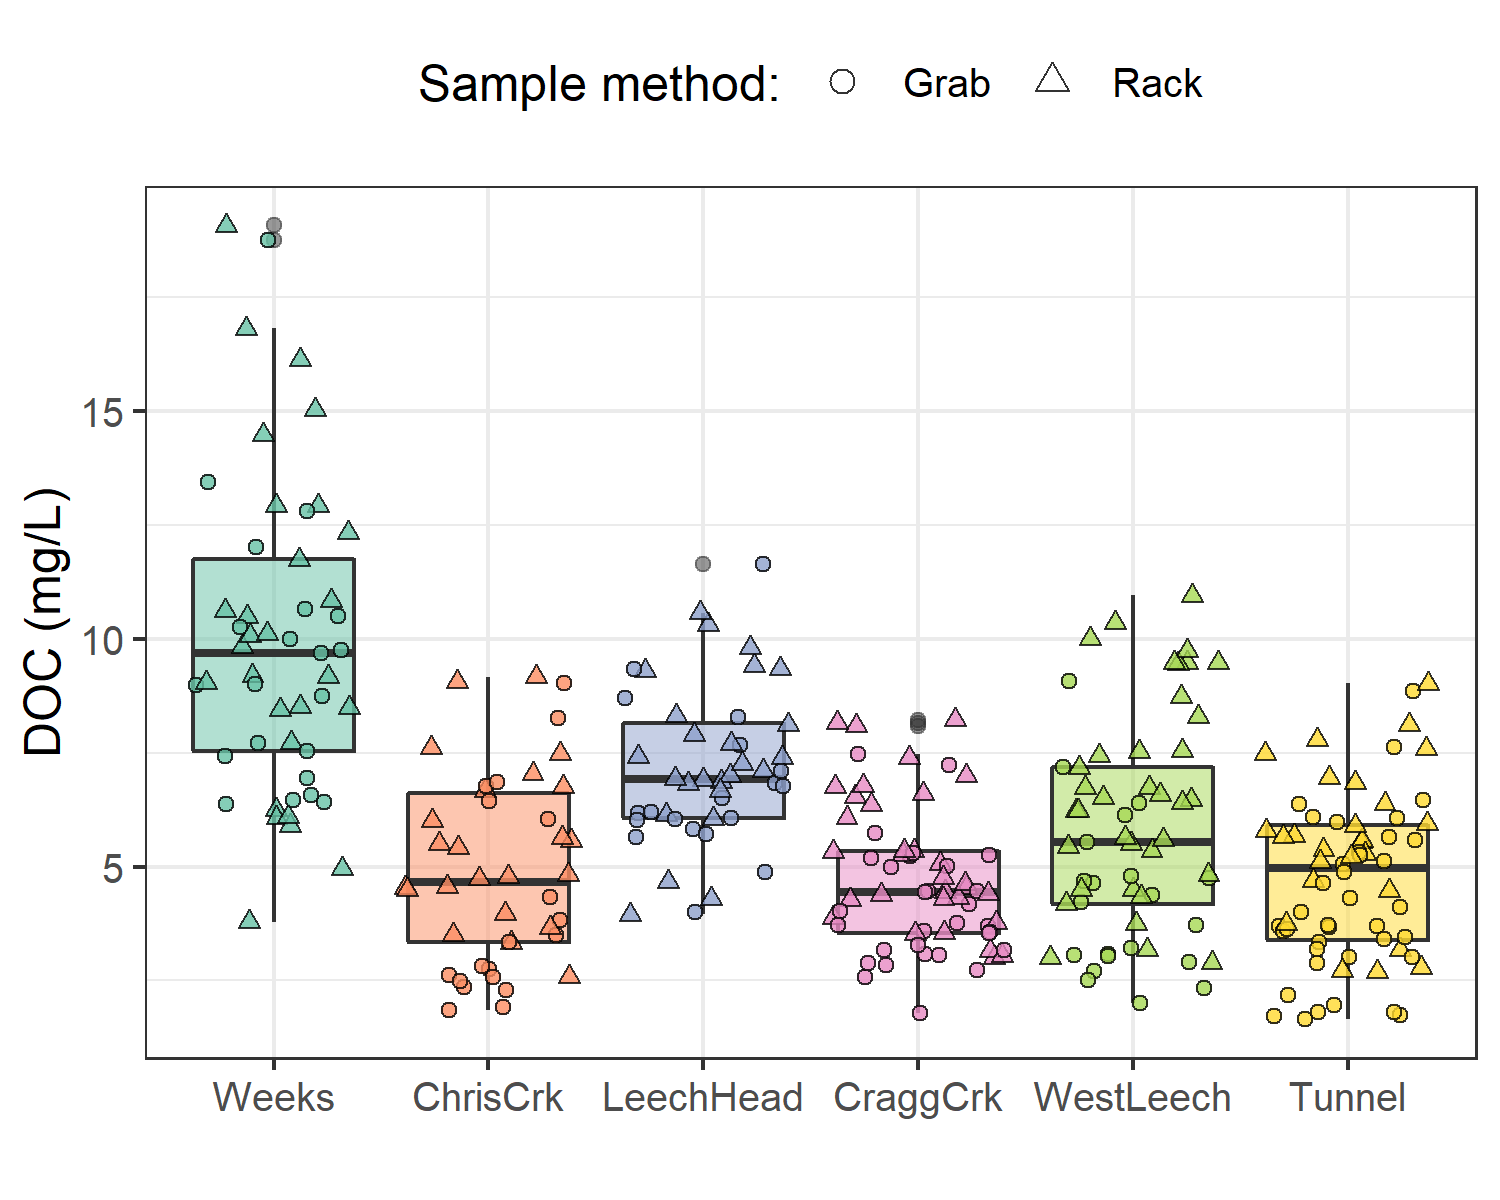 Sample method: Grab Rack
DOC (mg/L)
15
10
5
Weeks ChrisCrk LeechHead CraggCrk WestLeech Tunnel